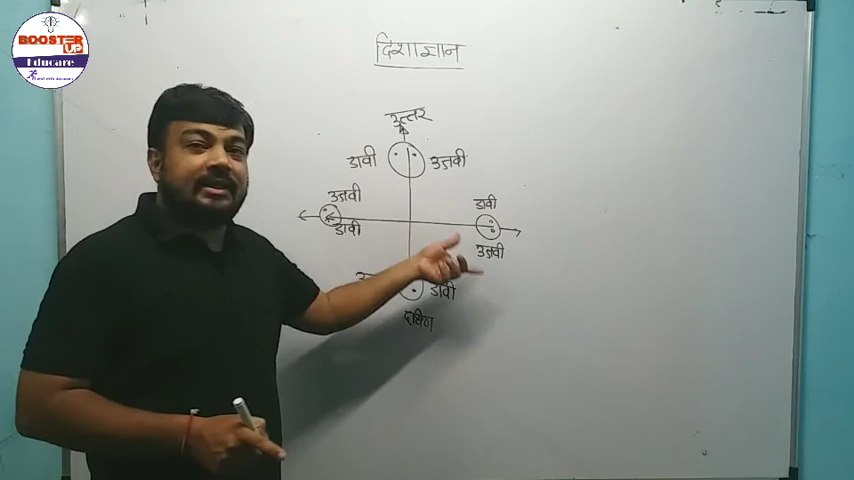 BOOSTER
UP
Educare
दिशाज्ञान
उत्तर
डावी उजवी
उजवी डावी
डावी उजवी
डावी
दक्षिण